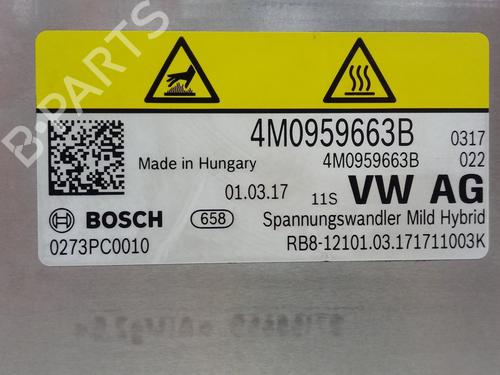 B-PARTS
4M0959663B 0317
Made in Hungary 4M0959663B 022
01.03.17 11S VW AG
BOSCH 658 Spannungswandler Mild Hybrid
0273PC0010 RB8-12101.03.171711003K